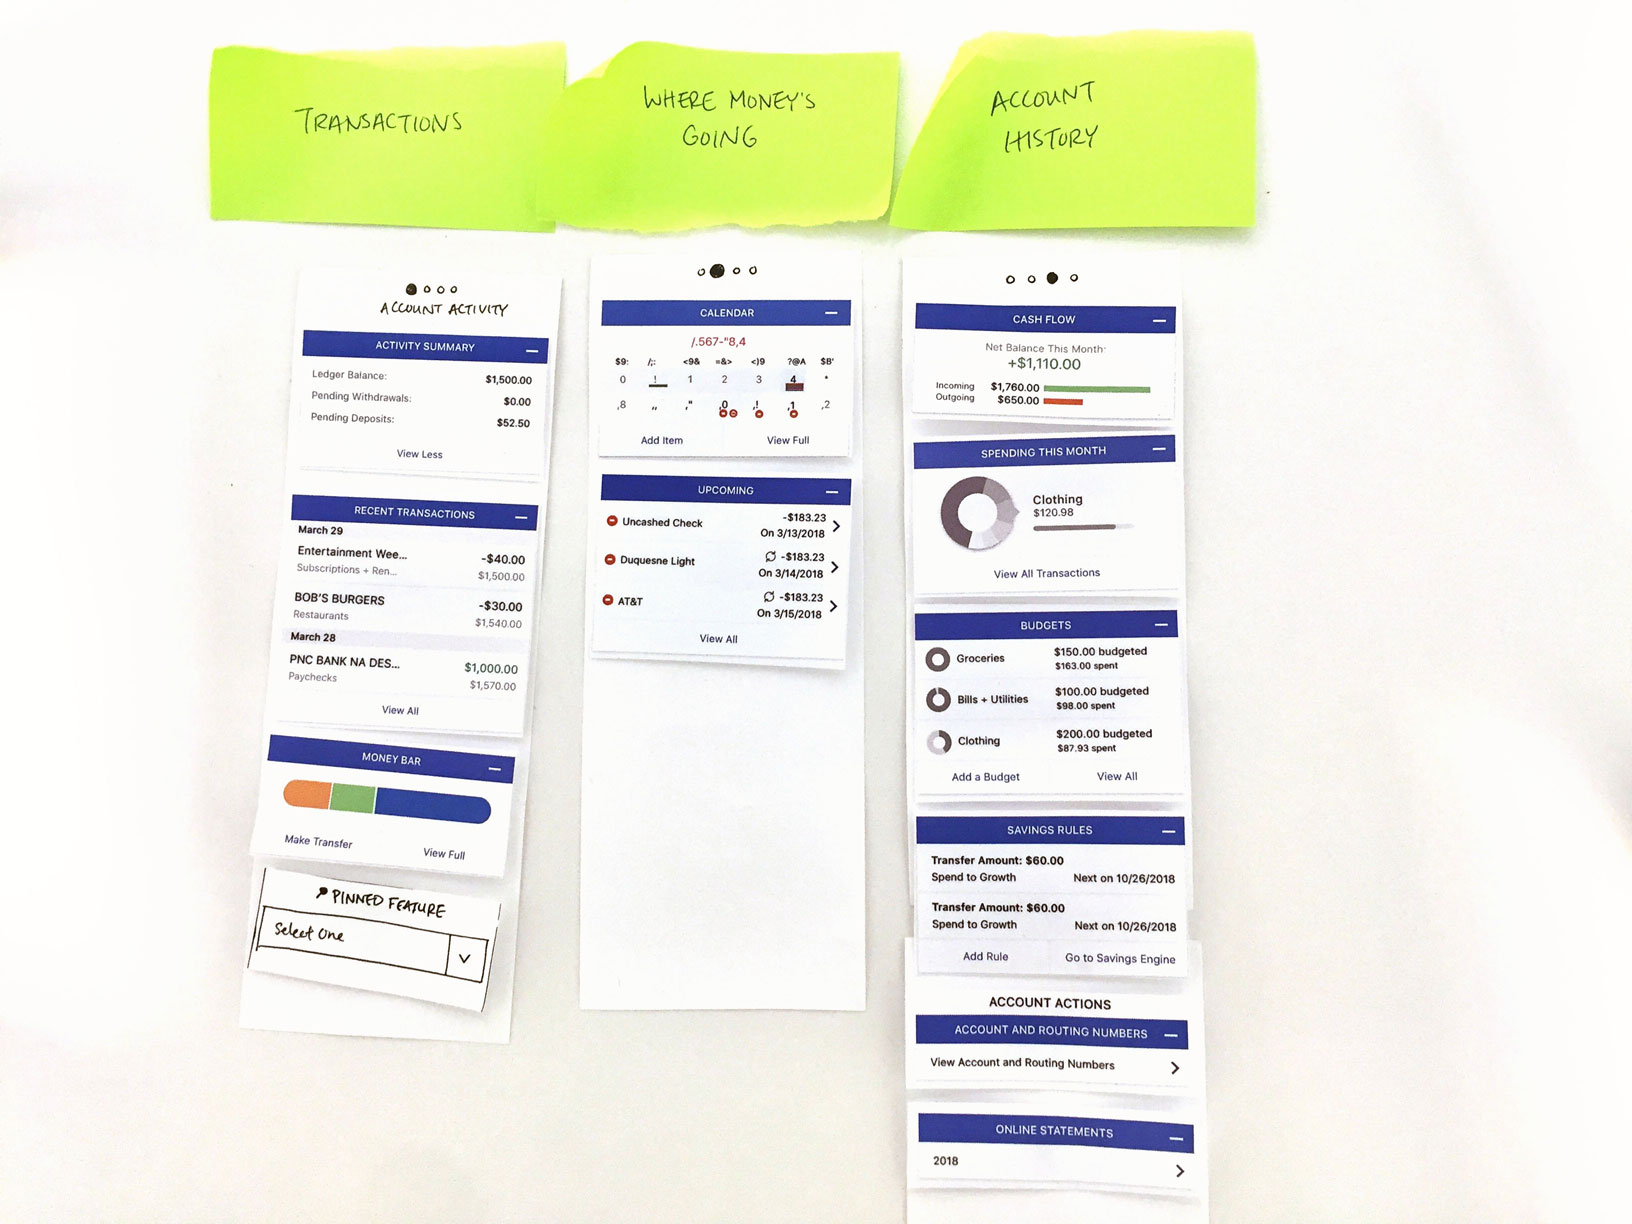 TRANSACTIONS
WHERE MONEY'S
GOING
ACCOUNT
HISTORY
ACCOUNT ACTIVITY
ACTIVITY SUMMARY
Ledger Balance: $1,500.00
Pending Withdrawals: $0.00
Pending Deposits: $52.50
View Less
RECENT TRANSACTIONS
March 29
Entertainment Wee... -$40.00
Subscriptions + Ren... $1,500.00
BOB'S BURGERS -$30.00
Restaurants $1,540.00
March 28
PNC BANK NA DES... $1,000.00
Paychecks $1,570.00
View All
MONEY BAR
Make Transfer View Full
PINNED FEATURE
Select One
CALENDAR
/.567-"8,4
$9: /;: <9& =&> <)9 ?@A $B'
0 ! 1 2 3 4 *
,8 ,, ," ,0 ,! ,1 ,2
Add Item View Full
UPCOMING
Uncashed Check -$183.23
On 3/13/2018
Duquesne Light -$183.23
On 3/14/2018
AT&T -$183.23
On 3/15/2018
View All
CASH FLOW
Net Balance This Month:
+$1,110.00
Incoming $1,760.00
Outgoing $650.00
SPENDING THIS MONTH
Clothing
$120.98
View All Transactions
BUDGETS
Groceries $150.00 budgeted
$163.00 spent
Bills + Utilities $100.00 budgeted
$98.00 spent
Clothing $200.00 budgeted
$87.93 spent
Add a Budget View All
SAVINGS RULES
Transfer Amount: $60.00
Spend to Growth Next on 10/26/2018
Transfer Amount: $60.00
Spend to Growth Next on 10/26/2018
Add Rule Go to Savings Engine
ACCOUNT ACTIONS
ACCOUNT AND ROUTING NUMBERS
View Account and Routing Numbers
ONLINE STATEMENTS
2018